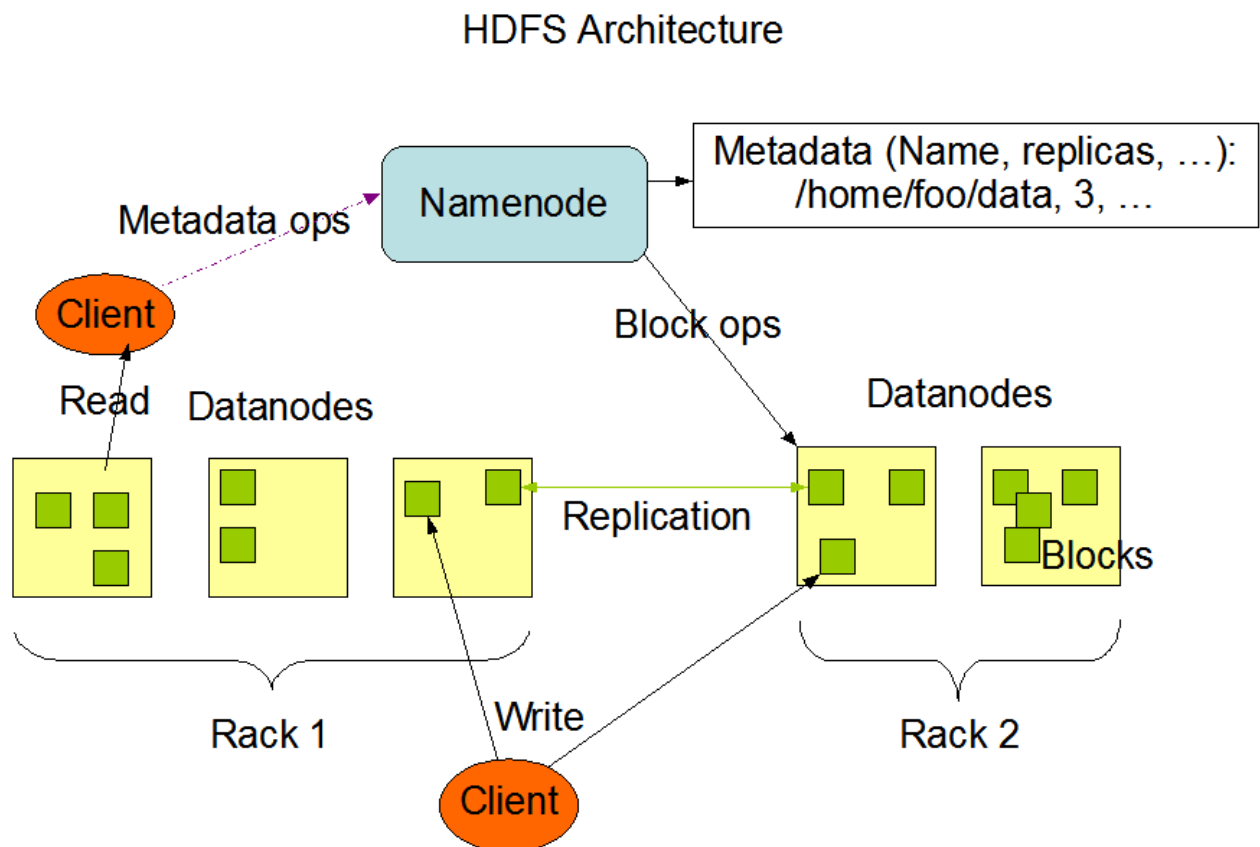 HDFS Architecture
Metadata (Name, replicas, …):
/home/foo/data, 3, …
Namenode
Metadata ops
Client
Block ops
Read
Datanodes
Datanodes
Replication
Blocks
Rack 1
Write
Rack 2
Client